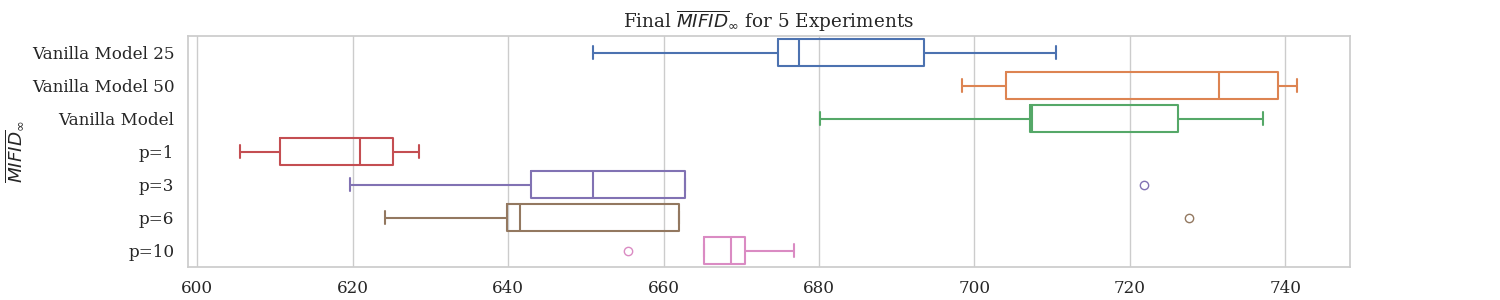 Final $\overline{MIFID}_\infty$ for 5 Experiments
Vanilla Model 25
Vanilla Model 50
Vanilla Model
p=1
p=3
p=6
p=10
$\overline{MIFID}_\infty$
600 620 640 660 680 700 720 740